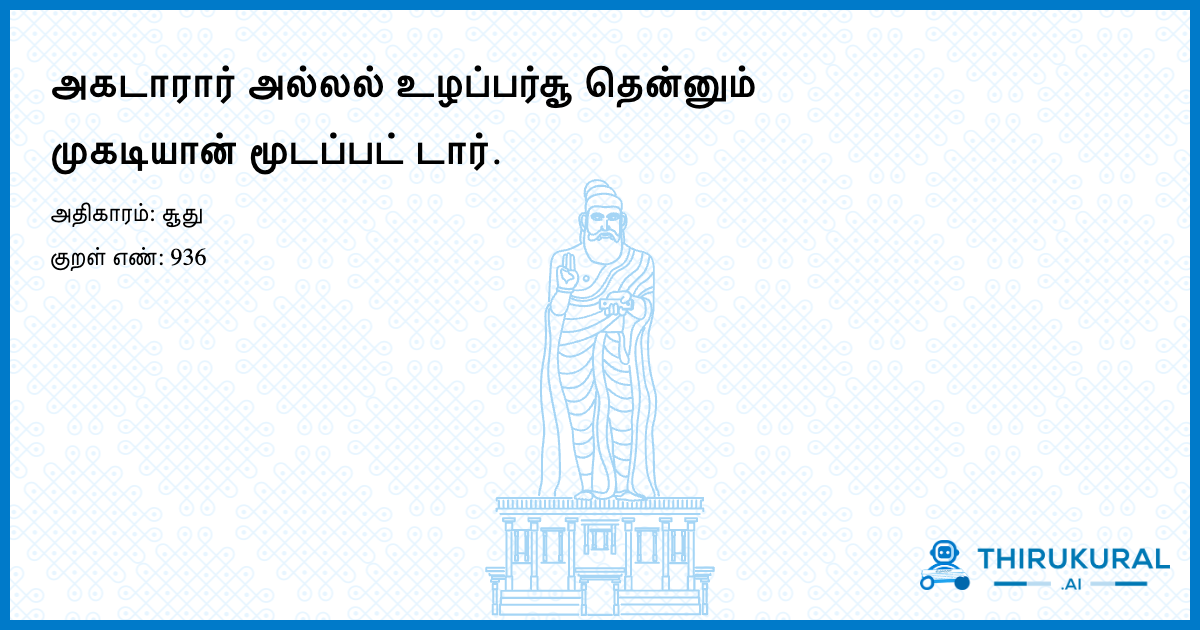 அகடாரார் அல்லல் உழப்பர்சூ தென்னும்
முகடியான் மூடப்பட் டார்.
அதிகாரம்: சூது
குறள் எண்: 936
THIRUKURAL
.AI